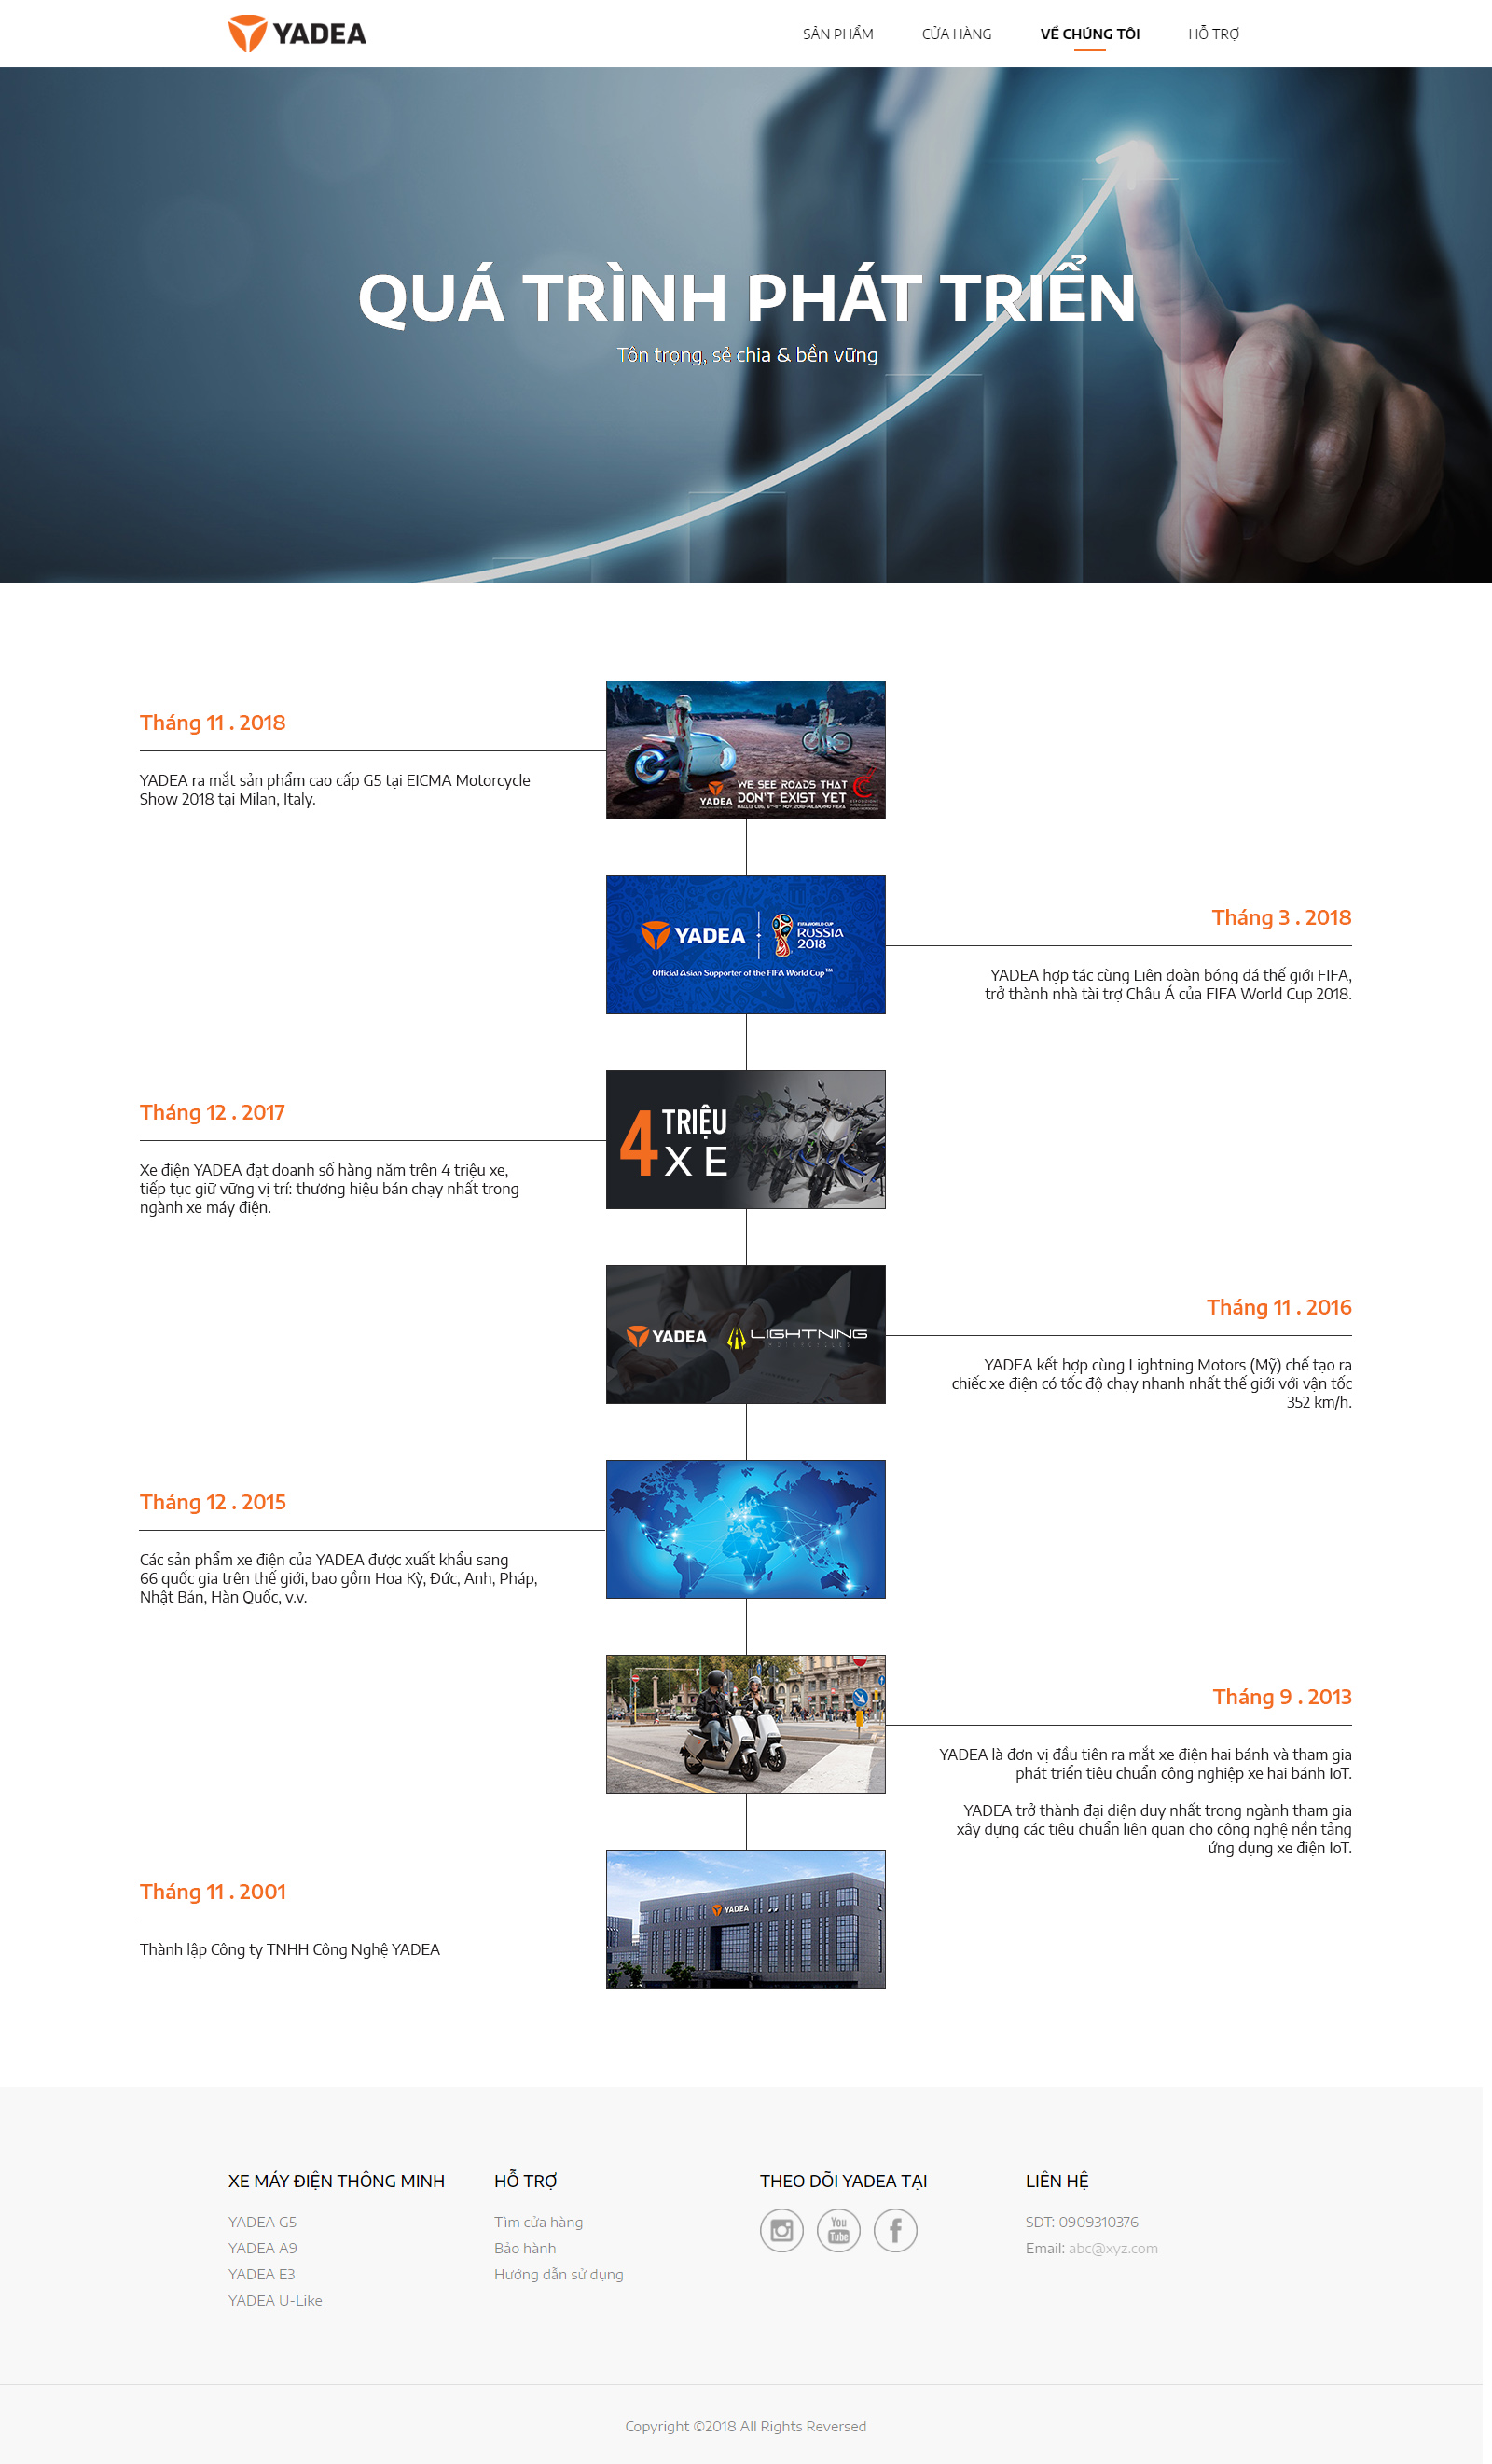 YADEA
SẢN PHẨM
CỬA HÀNG
VỀ CHÚNG TÔI
HỖ TRỢ
QUÁ TRÌNH PHÁT TRIỂN
Tôn trọng, sẻ chia & bền vững
Tháng 11 . 2018
YADEA ra mắt sản phẩm cao cấp G5 tại EICMA Motorcycle
Show 2018 tại Milan, Italy.
WE SEE ROADS THAT
DON'T EXIST YET
YADEA
YADEA
FIFA WORLD CUP
RUSSIA
2018
Official Asian Supporter of the FIFA World Cup™
Tháng 3 . 2018
YADEA hợp tác cùng Liên đoàn bóng đá thế giới FIFA,
trở thành nhà tài trợ Châu Á của FIFA World Cup 2018.
Tháng 12 . 2017
Xe điện YADEA đạt doanh số hàng năm trên 4 triệu xe,
tiếp tục giữ vững vị trí: thương hiệu bán chạy nhất trong
ngành xe máy điện.
4 TRIỆU
XE
YADEA
LIGHTNING
MOTORCYCLES
Tháng 11 . 2016
YADEA kết hợp cùng Lightning Motors (Mỹ) chế tạo ra
chiếc xe điện có tốc độ chạy nhanh nhất thế giới với vận tốc
352 km/h.
Tháng 12 . 2015
Các sản phẩm xe điện của YADEA được xuất khẩu sang
66 quốc gia trên thế giới, bao gồm Hoa Kỳ, Đức, Anh, Pháp,
Nhật Bản, Hàn Quốc, v.v.
Tháng 9 . 2013
YADEA là đơn vị đầu tiên ra mắt xe điện hai bánh và tham gia
phát triển tiêu chuẩn công nghiệp xe hai bánh IoT.
YADEA trở thành đại diện duy nhất trong ngành tham gia
xây dựng các tiêu chuẩn liên quan cho công nghệ nền tảng
ứng dụng xe điện IoT.
Tháng 11 . 2001
Thành lập Công ty TNHH Công Nghệ YADEA
YADEA
XE MÁY ĐIỆN THÔNG MINH
YADEA G5
YADEA A9
YADEA E3
YADEA U-Like
HỖ TRỢ
Tìm cửa hàng
Bảo hành
Hướng dẫn sử dụng
THEO DÕI YADEA TẠI
You
Tube
LIÊN HỆ
SDT: 0909310376
Email: abc@xyz.com
Copyright ©2018 All Rights Reversed